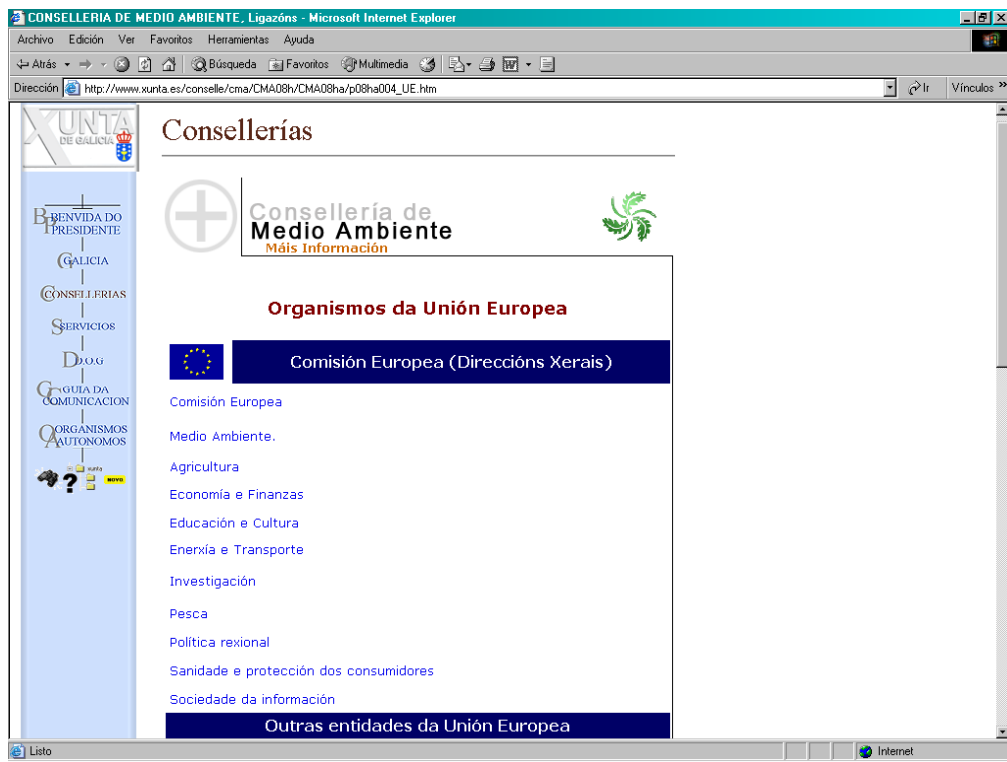 CONSELLERIA DE MEDIO AMBIENTE, Ligazóns - Microsoft Internet Explorer
Archivo Edición Ver Favoritos Herramientas Ayuda
Atrás Búsqueda Favoritos Multimedia
Dirección http://www.xunta.es/conselle/cma/CMA08h/CMA08ha/p08ha004_UE.htm Ir Vínculos »
XUNTA
DE GALICIA
BENVIDA DO
PRESIDENTE
GALICIA
CONSELLERIAS
SERVICIOS
D.O.G
GUIA DA
COMUNICACION
ORGANISMOS
AUTONOMOS
xunta
NOVO
Consellerías
Consellería de
Medio Ambiente
Máis Información
Organismos da Unión Europea
Comisión Europea (Direccións Xerais)
Comisión Europea
Medio Ambiente.
Agricultura
Economía e Finanzas
Educación e Cultura
Enerxía e Transporte
Investigación
Pesca
Política rexional
Sanidade e protección dos consumidores
Sociedade da información
Outras entidades da Unión Europea
Listo Internet